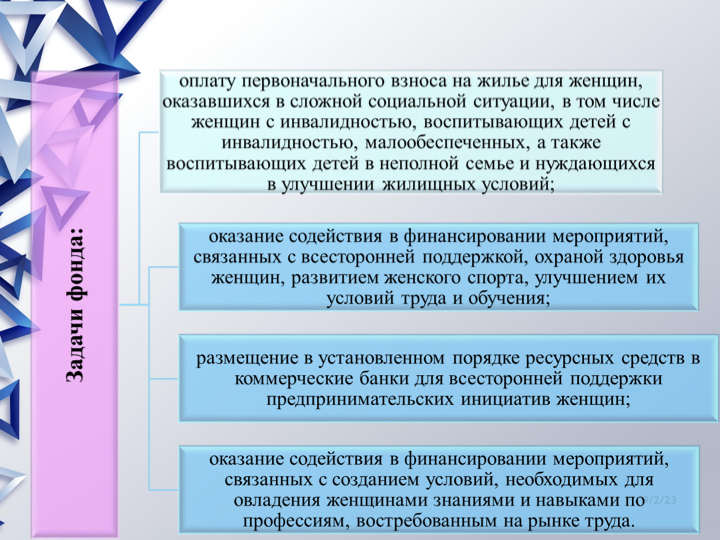 Задачи фонда:
оплату первоначального взноса на жилье для женщин,
оказавшихся в сложной социальной ситуации, в том числе
женщин с инвалидностью, воспитывающих детей с
инвалидностью, малообеспеченных, а также
воспитывающих детей в неполной семье и нуждающихся
в улучшении жилищных условий;
оказание содействия в финансировании мероприятий,
связанных с всесторонней поддержкой, охраной здоровья
женщин, развитием женского спорта, улучшением их
условий труда и обучения;
размещение в установленном порядке ресурсных средств в
коммерческие банки для всесторонней поддержки
предпринимательских инициатив женщин;
оказание содействия в финансировании мероприятий,
связанных с созданием условий, необходимых для
овладения женщинами знаниями и навыками по
профессиям, востребованным на рынке труда.